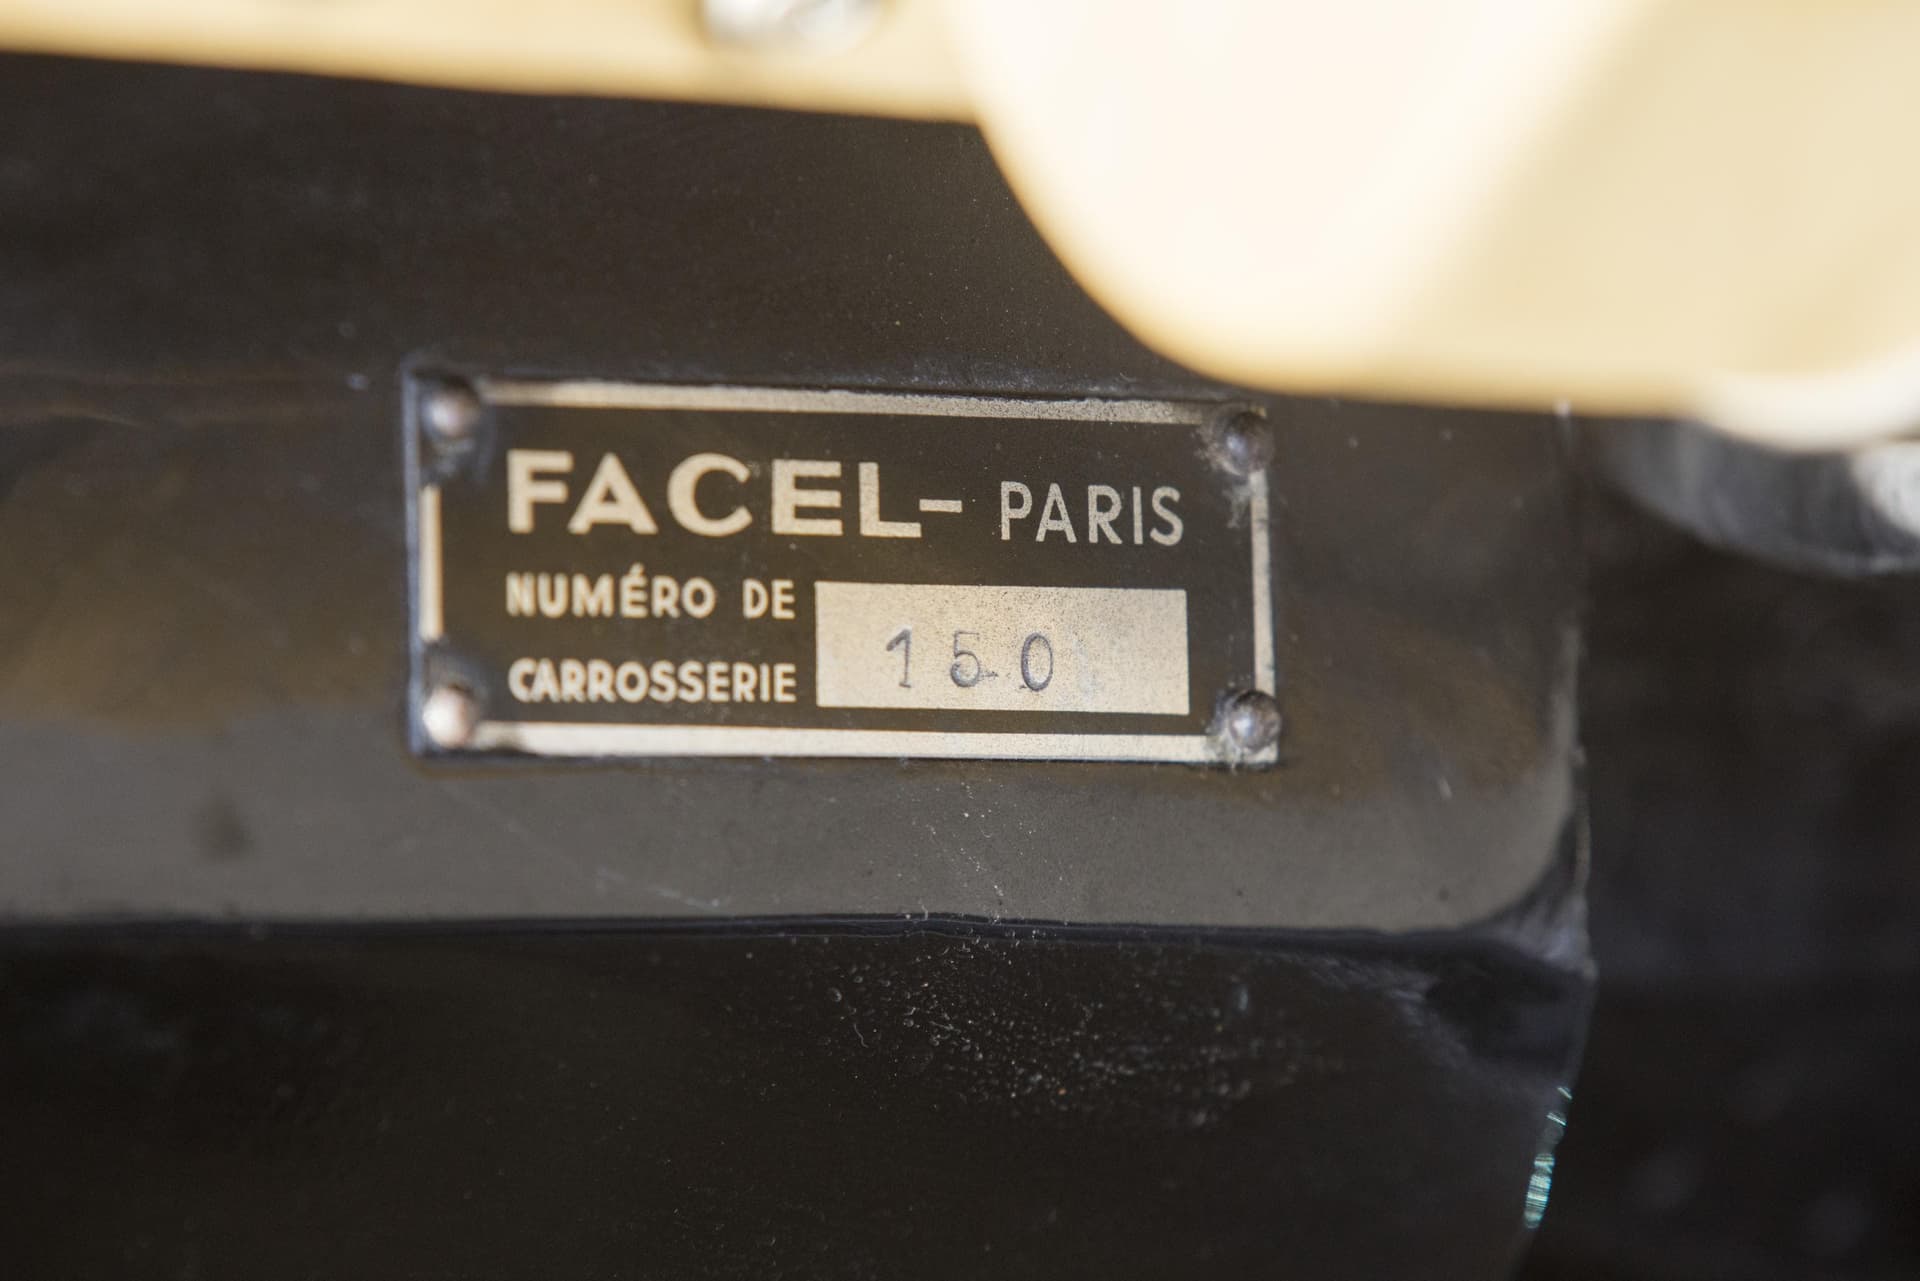 FACEL- PARIS
NUMÉRO DE
CARROSSERIE 150